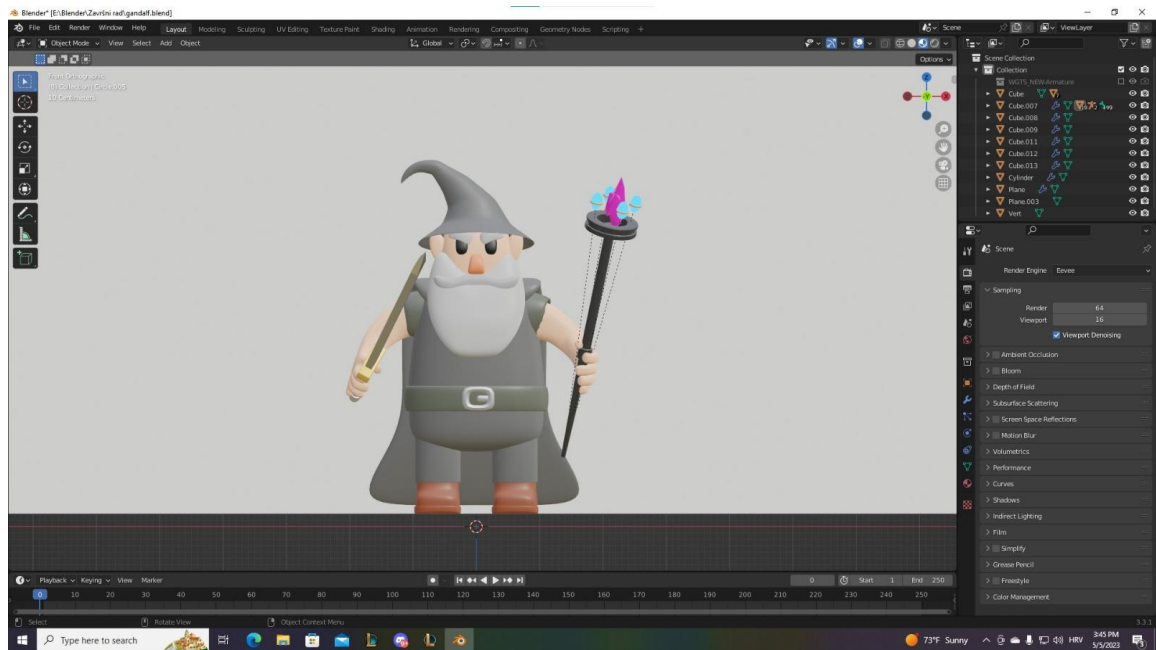 Blender* [E:\Blender\Završni rad\gandalf.blend]
File Edit Render Window Help Layout Modeling Sculpting UV Editing Texture Paint Shading Animation Rendering Compositing Geometry Nodes Scripting + Scene ViewLayer
Object Mode View Select Add Object Global
Options
Front Orthographic
(0) Collection | Circle.005
10 Centimeters
Z
Y
X
Scene Collection
Collection
WGTS_NEW-Armature
Cube
Cube.007
Cube.008
Cube.009
Cube.011
Cube.012
Cube.013
Cylinder
Plane
Plane.003
Vert
Scene
Render Engine Eevee
Sampling
Render 64
Viewport 16
Viewport Denoising
Ambient Occlusion
Bloom
Depth of Field
Subsurface Scattering
Screen Space Reflections
Motion Blur
Volumetrics
Performance
Curves
Shadows
Indirect Lighting
Film
Simplify
Grease Pencil
Freestyle
Color Management
G
Playback Keying View Marker 0 Start 1 End 250
0 10 20 30 40 50 60 70 80 90 100 110 120 130 140 150 160 170 180 190 200 210 220 230 240 250
Select Rotate View Object Context Menu 3.3.1
Type here to search 73°F Sunny HRV 3:45 PM
5/5/2023